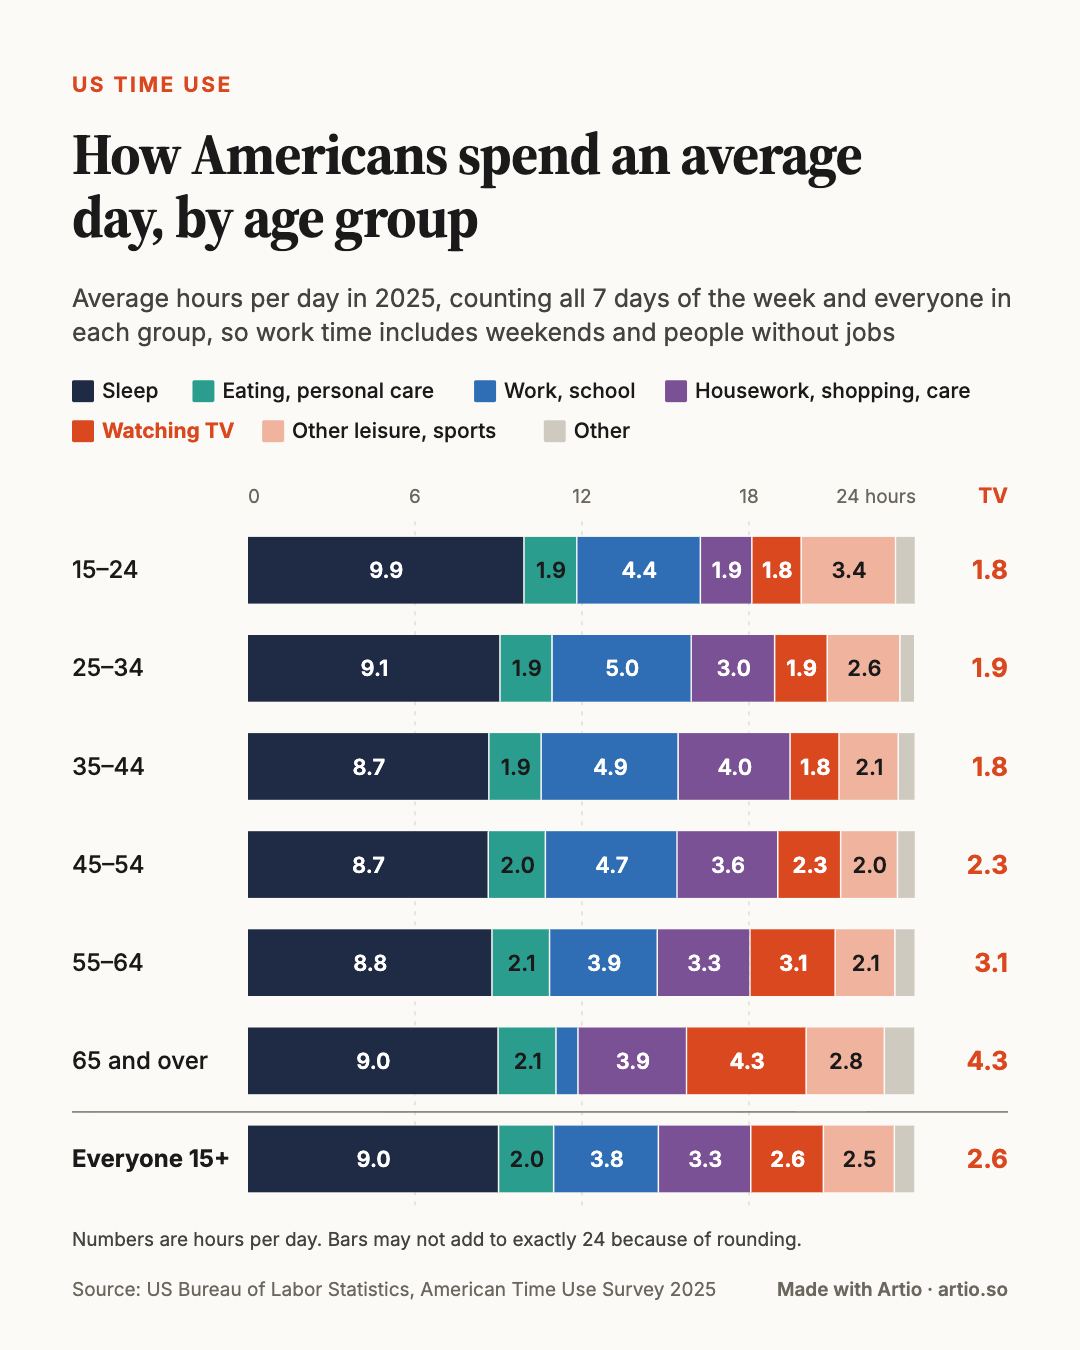 US TIME USE
How Americans spend an average
day, by age group
Average hours per day in 2025, counting all 7 days of the week and everyone in
each group, so work time includes weekends and people without jobs
Sleep Eating, personal care Work, school Housework, shopping, care
Watching TV Other leisure, sports Other
0 6 12 18 24 hours TV
15–24 9.9 1.9 4.4 1.9 1.8 3.4 1.8
25–34 9.1 1.9 5.0 3.0 1.9 2.6 1.9
35–44 8.7 1.9 4.9 4.0 1.8 2.1 1.8
45–54 8.7 2.0 4.7 3.6 2.3 2.0 2.3
55–64 8.8 2.1 3.9 3.3 3.1 2.1 3.1
65 and over 9.0 2.1 3.9 4.3 2.8 4.3
Everyone 15+ 9.0 2.0 3.8 3.3 2.6 2.5 2.6
Numbers are hours per day. Bars may not add to exactly 24 because of rounding.
Source: US Bureau of Labor Statistics, American Time Use Survey 2025 Made with Artio · artio.so